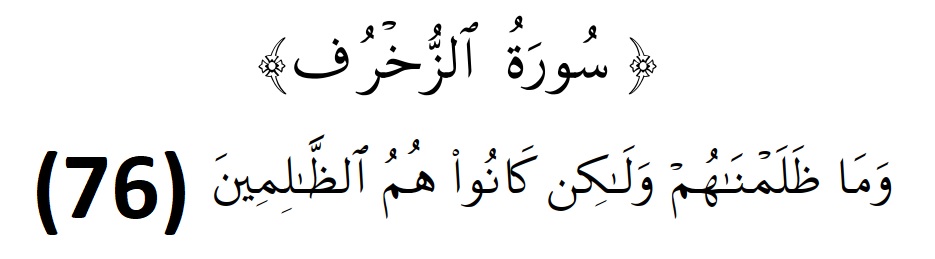 ﴿ سُورَةُ ٱلزُّخۡرُف ﴾
وَمَا ظَلَمۡنَٰهُمۡ وَلَٰكِن كَانُواْ هُمُ ٱلظَّٰلِمِينَ (76)